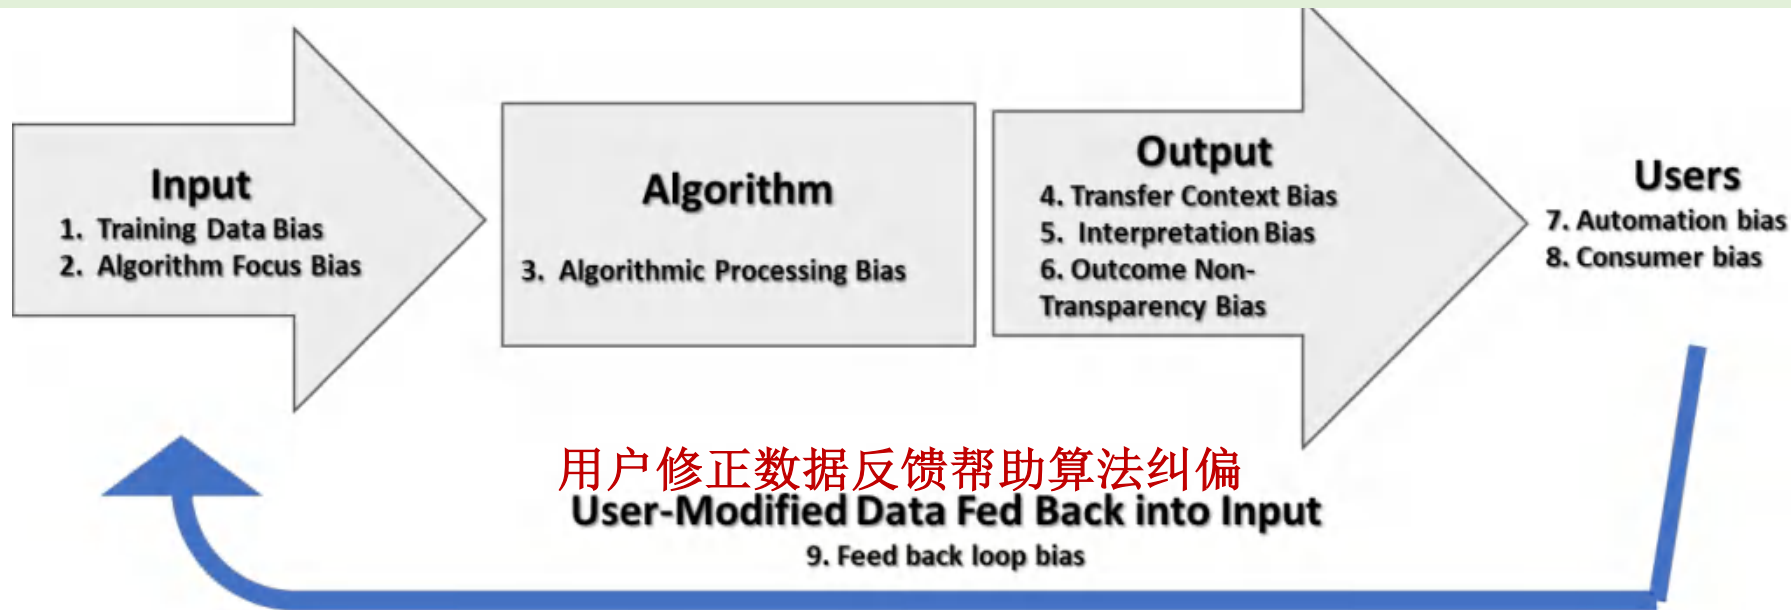 Input
1. Training Data Bias
2. Algorithm Focus Bias
Algorithm
3. Algorithmic Processing Bias
Output
4. Transfer Context Bias
5. Interpretation Bias
6. Outcome Non-
Transparency Bias
Users
7. Automation bias
8. Consumer bias
用户修正数据反馈帮助算法纠偏
User-Modified Data Fed Back into Input
9. Feed back loop bias